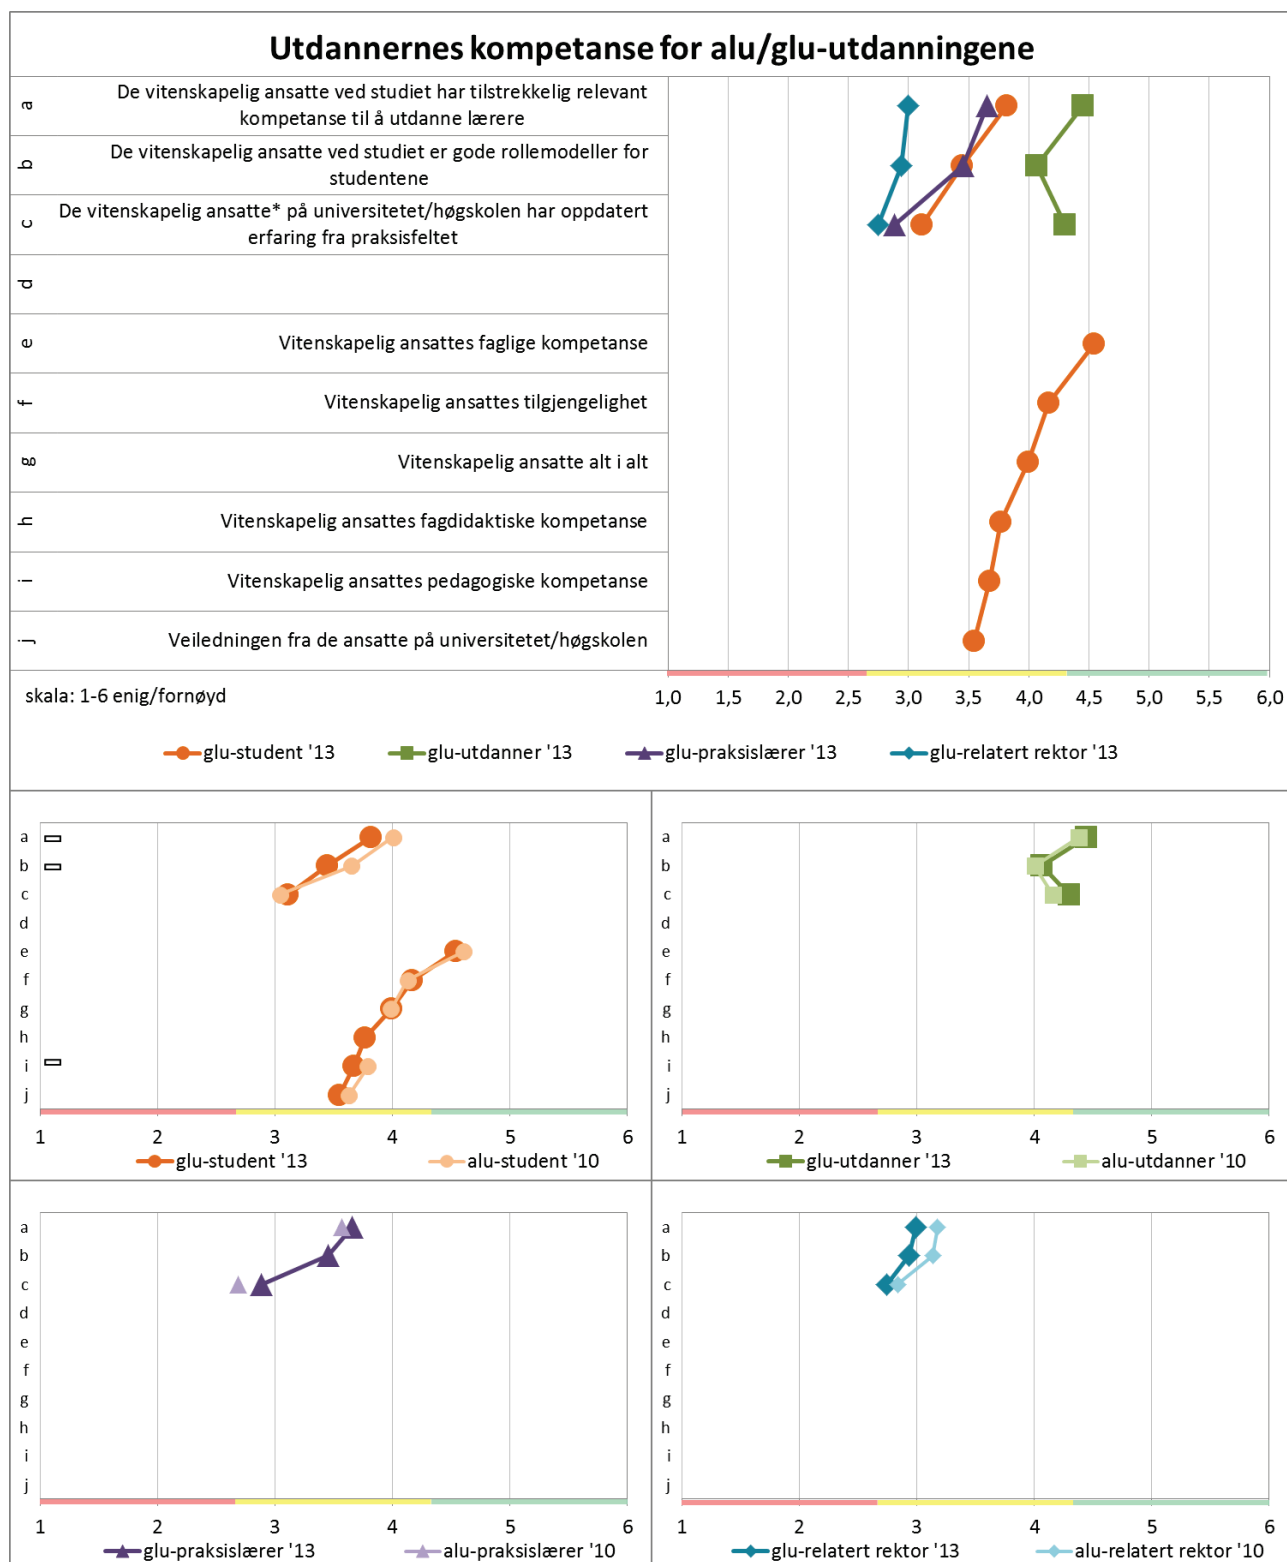 Utdannernes kompetanse for alu/glu-utdanningene
a
De vitenskapelig ansatte ved studiet har tilstrekkelig relevant
kompetanse til å utdanne lærere
b
De vitenskapelig ansatte ved studiet er gode rollemodeller for
studentene
c
De vitenskapelig ansatte* på universitetet/høgskolen har oppdatert
erfaring fra praksisfeltet
d
e
Vitenskapelig ansattes faglige kompetanse
f
Vitenskapelig ansattes tilgjengelighet
g
Vitenskapelig ansatte alt i alt
h
Vitenskapelig ansattes fagdidaktiske kompetanse
i
Vitenskapelig ansattes pedagogiske kompetanse
j
Veiledningen fra de ansatte på universitetet/høgskolen
skala: 1-6 enig/fornøyd
1,0 1,5 2,0 2,5 3,0 3,5 4,0 4,5 5,0 5,5 6,0
glu-student '13 glu-utdanner '13 glu-praksislærer '13 glu-relatert rektor '13
a
b
c
d
e
f
g
h
i
j
1 2 3 4 5 6
glu-student '13 alu-student '10
a
b
c
d
e
f
g
h
i
j
1 2 3 4 5 6
glu-utdanner '13 alu-utdanner '10
a
b
c
d
e
f
g
h
i
j
1 2 3 4 5 6
glu-praksislærer '13 alu-praksislærer '10
a
b
c
d
e
f
g
h
i
j
1 2 3 4 5 6
glu-relatert rektor '13 alu-relatert rektor '10